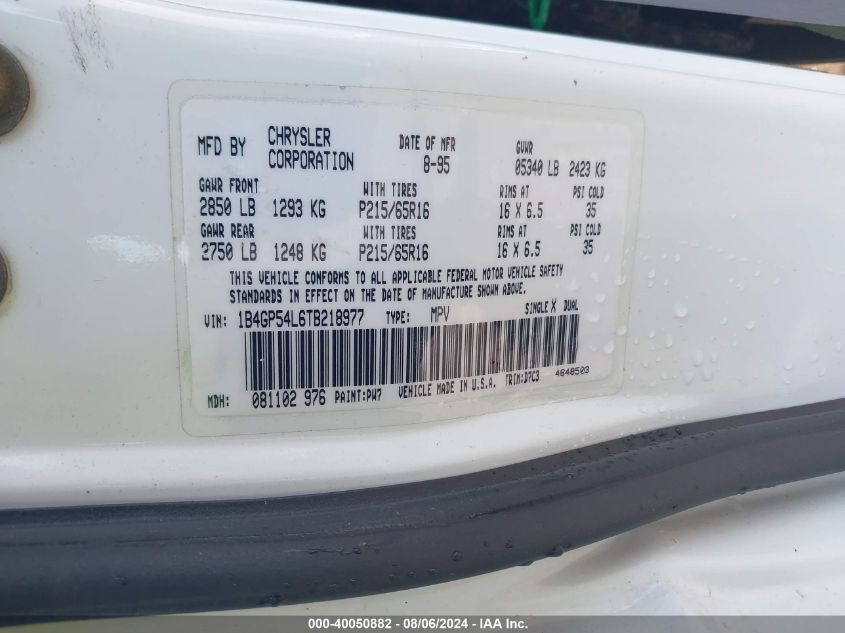 MFD BY CHRYSLER CORPORATION DATE OF MFR 8-95 GVWR 05340 LB 2423 KG
GAWR FRONT WITH TIRES RIMS AT PSI COLD
2850 LB 1293 KG P215/65R16 16 X 6.5 35
GAWR REAR WITH TIRES RIMS AT PSI COLD
2750 LB 1248 KG P215/65R16 16 X 6.5 35
THIS VEHICLE CONFORMS TO ALL APPLICABLE FEDERAL MOTOR VEHICLE SAFETY
STANDARDS IN EFFECT ON THE DATE OF MANUFACTURE SHOWN ABOVE.
VIN: 1B4GP54L6TB218977 TYPE: MPV SINGLE X DUAL
MDH: 081102 976 PAINT:PW7 VEHICLE MADE IN U.S.A. TRIM:D7C3 4648503
000-40050882 - 08/06/2024 - IAA Inc.